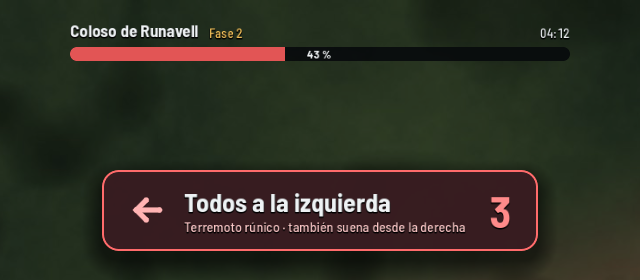 Coloso de Runavell Fase 2 04:12
43 %
Todos a la izquierda
Terremoto rúnico · también suena desde la derecha
3